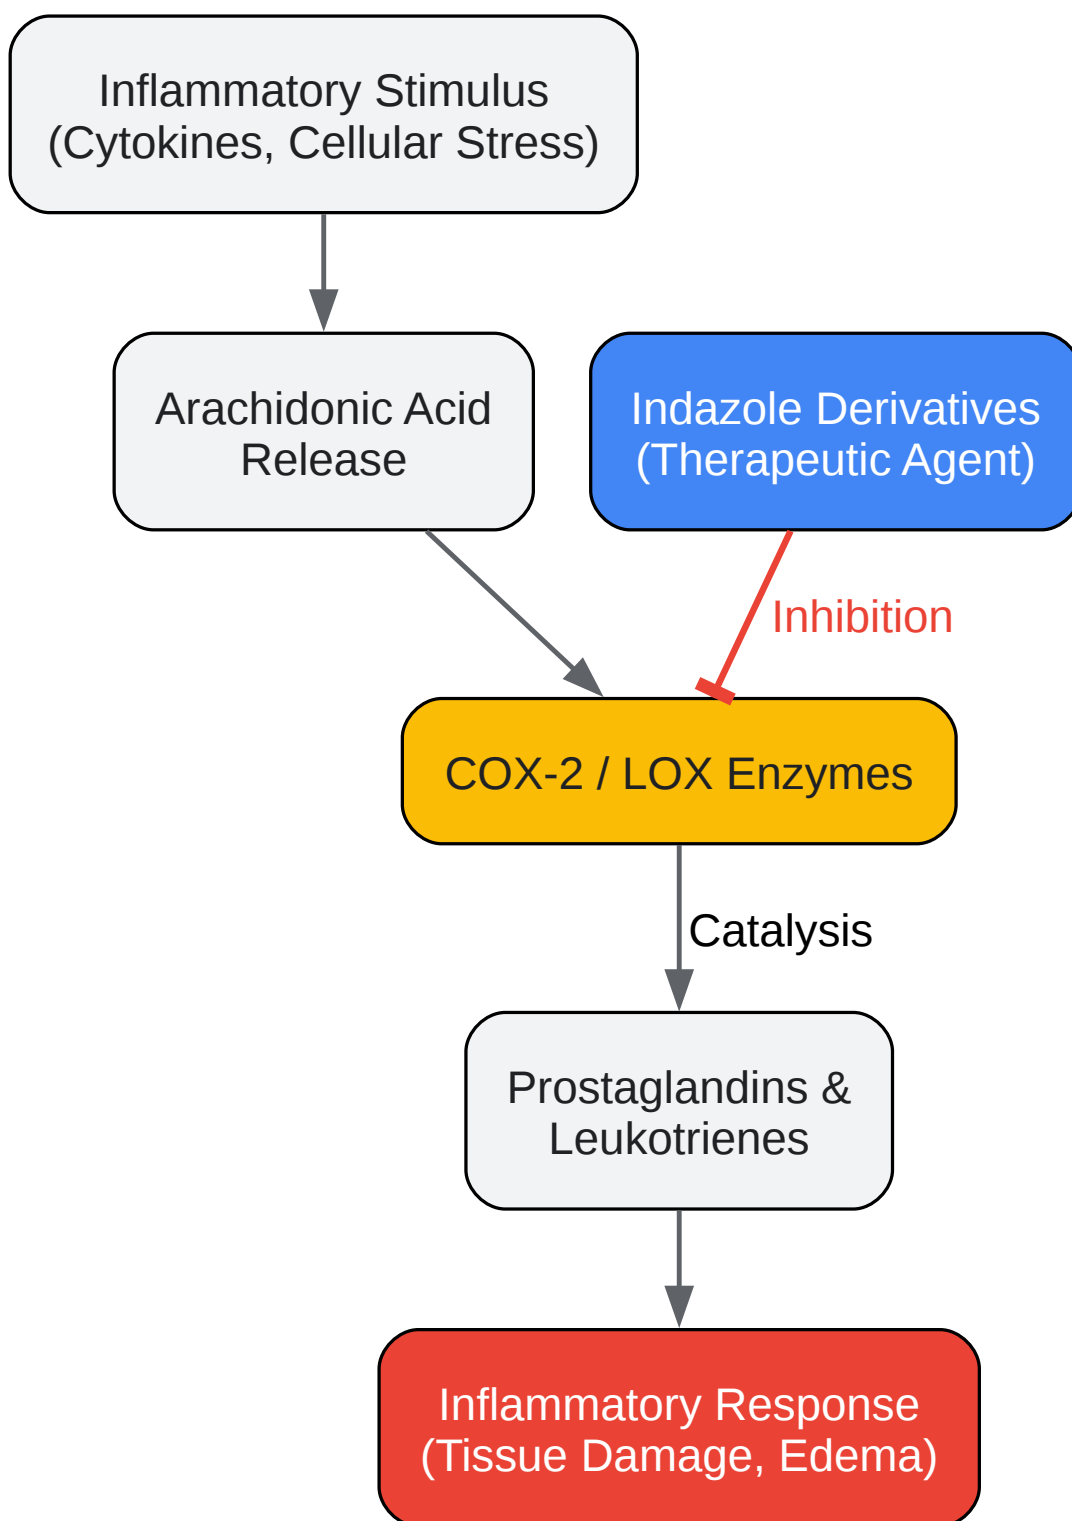 Inflammatory Stimulus
(Cytokines, Cellular Stress)
Arachidonic Acid
Release
Indazole Derivatives
(Therapeutic Agent)
Inhibition
COX-2 / LOX Enzymes
Catalysis
Prostaglandins &
Leukotrienes
Inflammatory Response
(Tissue Damage, Edema)